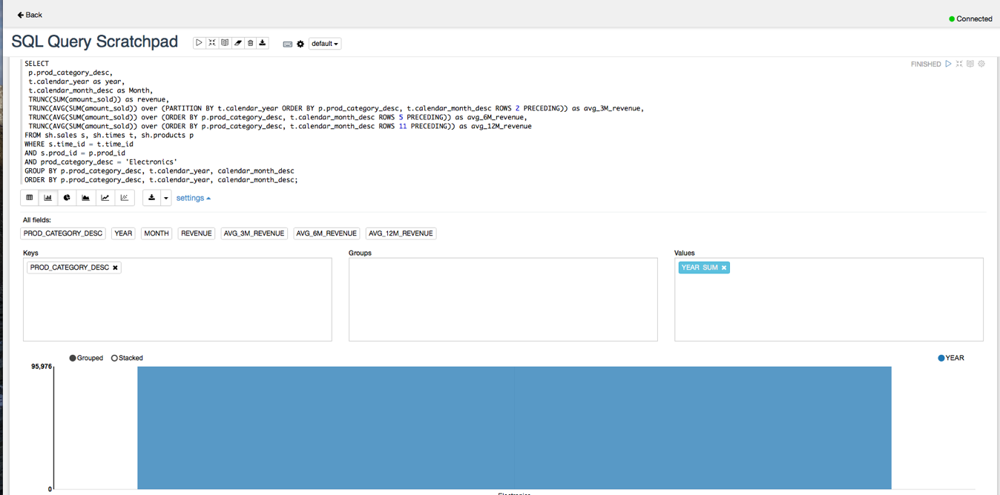 Back
Connected
SQL Query Scratchpad
default
SELECT
p.prod_category_desc,
t.calendar_year as year,
t.calendar_month_desc as Month,
TRUNC(SUM(amount_sold)) as revenue,
TRUNC(AVG(SUM(amount_sold)) over (PARTITION BY t.calendar_year ORDER BY p.prod_category_desc, t.calendar_month_desc ROWS 2 PRECEDING)) as avg_3M_revenue,
TRUNC(AVG(SUM(amount_sold)) over (ORDER BY p.prod_category_desc, t.calendar_month_desc ROWS 5 PRECEDING)) as avg_6M_revenue,
TRUNC(AVG(SUM(amount_sold)) over (ORDER BY p.prod_category_desc, t.calendar_month_desc ROWS 11 PRECEDING)) as avg_12M_revenue
FROM sh.sales s, sh.times t, sh.products p
WHERE s.time_id = t.time_id
AND s.prod_id = p.prod_id
AND prod_category_desc = 'Electronics'
GROUP BY p.prod_category_desc, t.calendar_year, calendar_month_desc
ORDER BY p.prod_category_desc, t.calendar_year, calendar_month_desc;
FINISHED
settings
All fields:
PROD_CATEGORY_DESC YEAR MONTH REVENUE AVG_3M_REVENUE AVG_6M_REVENUE AVG_12M_REVENUE
Keys Groups Values
PROD_CATEGORY_DESC YEAR SUM
Grouped Stacked YEAR
95,976
0
Electronics